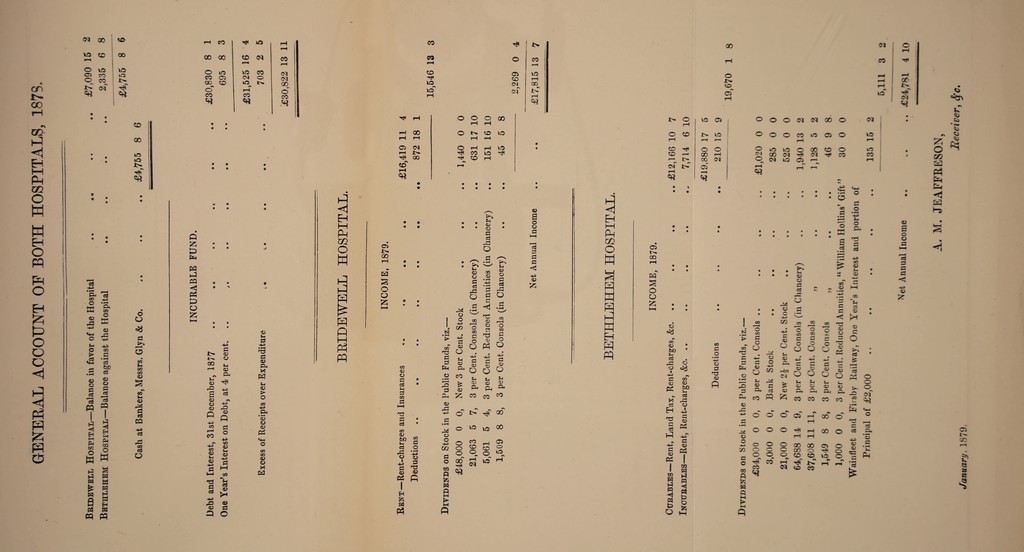 GENERAL ACCOUNT OF BOTH HOSPITALS, 1878.
BRIDEWELL HOSPITAL—Balance in favor of the Hospital .. .. .. .. £7,090 15 2
BETHLEHEM HOSPITAL—Balance against the Hospital .. .. .. .. 2,335 6 8
£4,755 8 6
Cash at Bankers, Messrs. Glyn & Co. .. .. .. £4,755 8 6
INCURABLE FUND.
Debt and Interest, 31st December, 1877 .. .. .. .. .. £30,830 8 1
One Year's Interest on Debt, at 4 per cent. .. .. .. .. .. 695 8 3
£31,525 16 4
Excess of Receipts over Expenditure .. .. .. .. 703 2 5
£30,822 13 11
BRIDEWELL HOSPITAL.
INCOME, 1879.
RENT—Rent-charges and Insurances .. .. .. .. £16,419 11 4
Deductions .. .. .. .. .. .. 872 18 1
15,546 13 3
DIVIDENDS on Stock in the Public Funds, viz.—
£48,000 0 0, New 3 per Cent. Stock .. .. .. 1,440 0 0
21,063 5 7, 3 per Cent. Consols (in Chancery) .. .. 631 17 10
5,061 5 4, 3 per Cent. Reduced Annuities (in Chancery) .. 151 16 10
1,509 8 8, 3 per Cent. Consols (in Chancery) .. .. 45 5 8
2,269 0 4
Net Annual Income .. .. £17,815 13 7
BETHLEHEM HOSPITAL.
INCOME, 1879.
CURABLES—Rent, Land Tax, Rent-charges, &c. .. .. .. .. £12,166 10 7
INCURABLES—Rent, Rent-charges, &c. .. .. .. .. .. 7,714 6 10
£19,880 17 5
Deductions .. .. .. .. 210 15 9
19,670 1 8
DIVIDENDS on Stock in the Public Funds, viz.—
£34,000 0 0, 3 per Cent. Consols .. .. .. .. £1,020 0 0
3,000 0 0, Bank Stock .. .. .. .. 285 0 0
21,000 0 0, New 2½ per Cent. Stock .. .. .. 525 0 0
64,688 14 9, 3 per Cent. Consols (in Chancery) .. .. 1,940 13 2
37,608 11 11, 3 per Cent. Consols „ .. .. 1,128 5 2
1,549 8 8, 3 per Cent. Consols „ .. .. 46 9 8
1,000 0 0, 3 per Cent. Reduced Annuities, "William Hollins' Gift" 30 0 0
Wainfleet and Firsby Railway, One Year's Interest and portion of
Principal of £2,000 .. .. .. .. .. 135 15 2
5,111 3 2
Net Annual Income .. .. .. £24,781 4 10
A. M. JEAFFRESON,
Receiver, &c.
January, 1879.